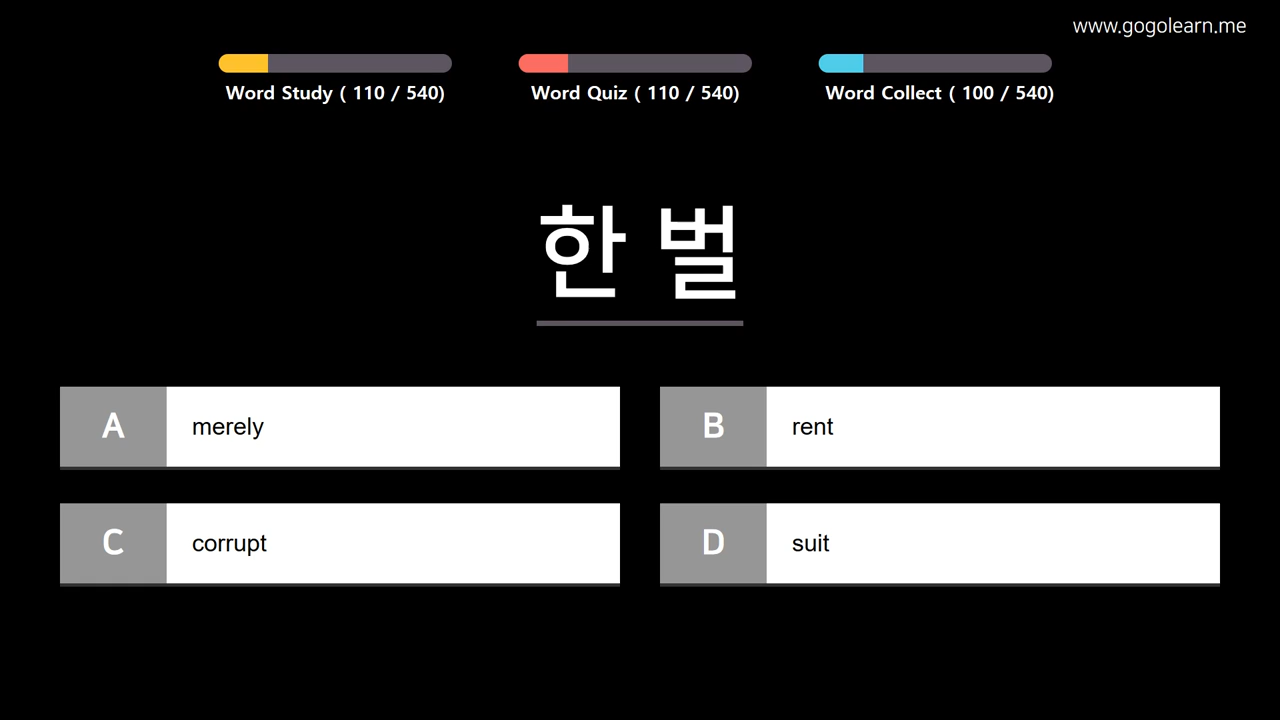 www.gogolearn.me
Word Study ( 110 / 540)
Word Quiz ( 110 / 540)
Word Collect ( 100 / 540)
한 벌
A merely
B rent
C corrupt
D suit